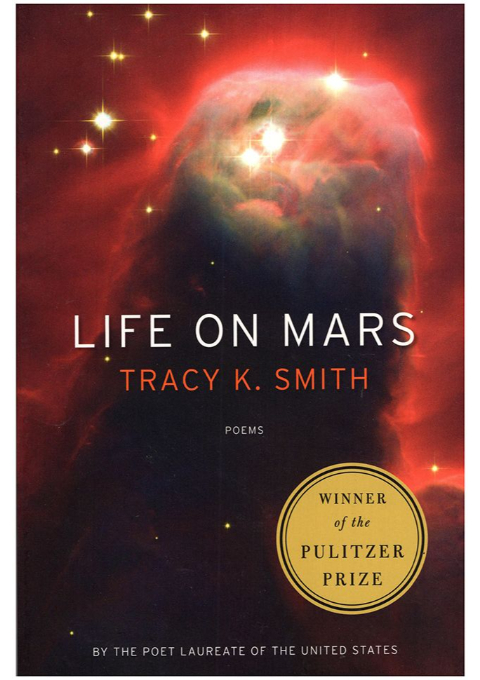 LIFE ON MARS
TRACY K. SMITH
POEMS
WINNER
of the
PULITZER
PRIZE
BY THE POET LAUREATE OF THE UNITED STATES